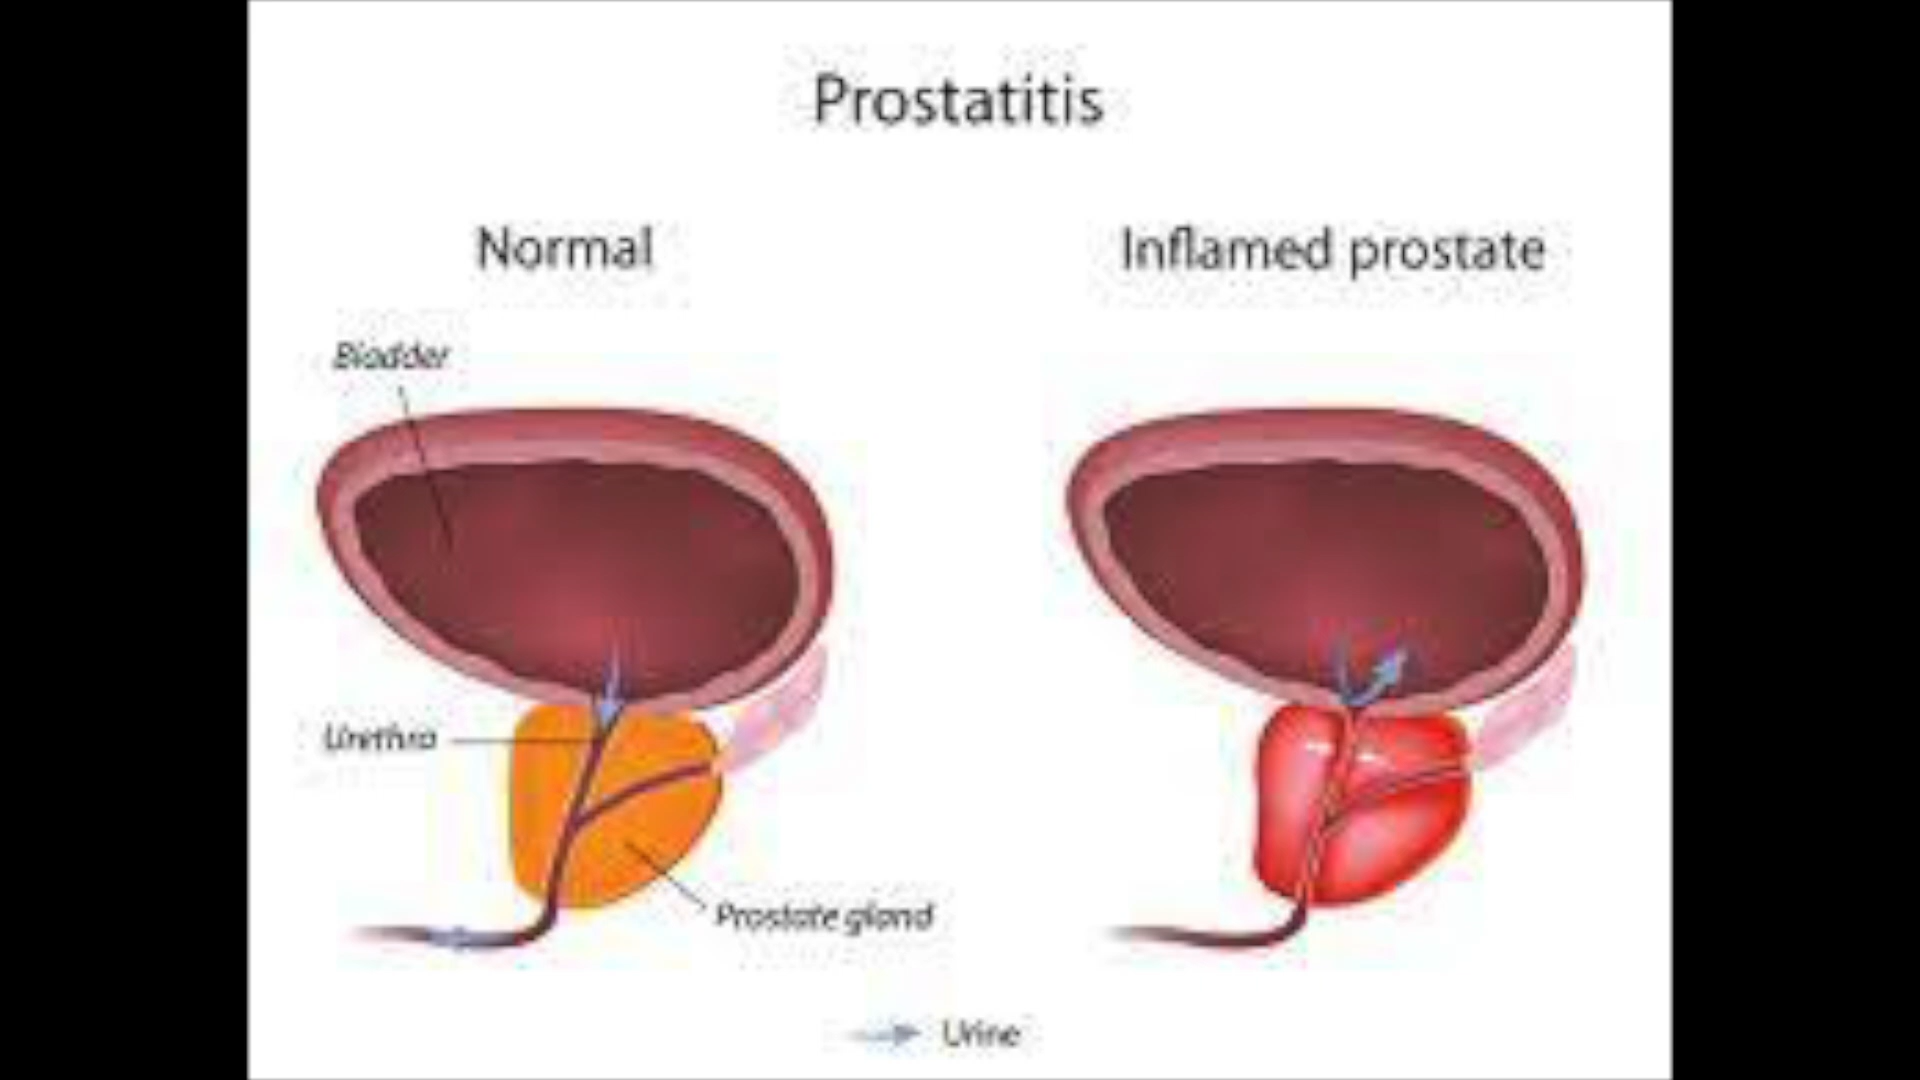 Prostatitis
Normal
Inflamed prostate
Bladder
Urethra
Prostate gland
Urine